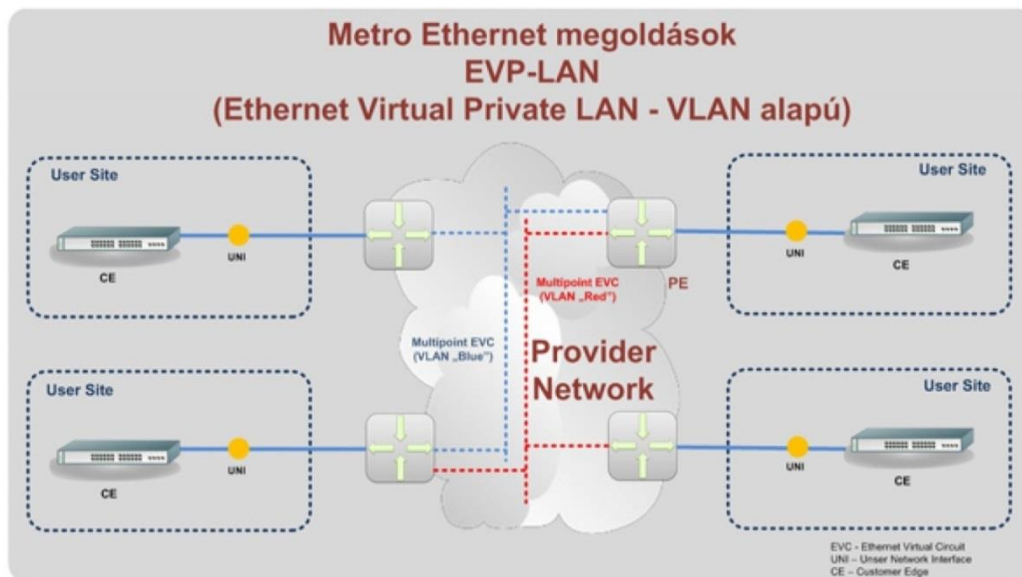 Metro Ethernet megoldások
EVP-LAN
(Ethernet Virtual Private LAN - VLAN alapú)
User Site
CE
UNI
User Site
UNI
CE
PE
Multipoint EVC
(VLAN „Red”)
Multipoint EVC
(VLAN „Blue”)
Provider
Network
User Site
CE
UNI
User Site
UNI
CE
EVC - Ethernet Virtual Circuit
UNI – Unser Network Interface
CE – Customer Edge